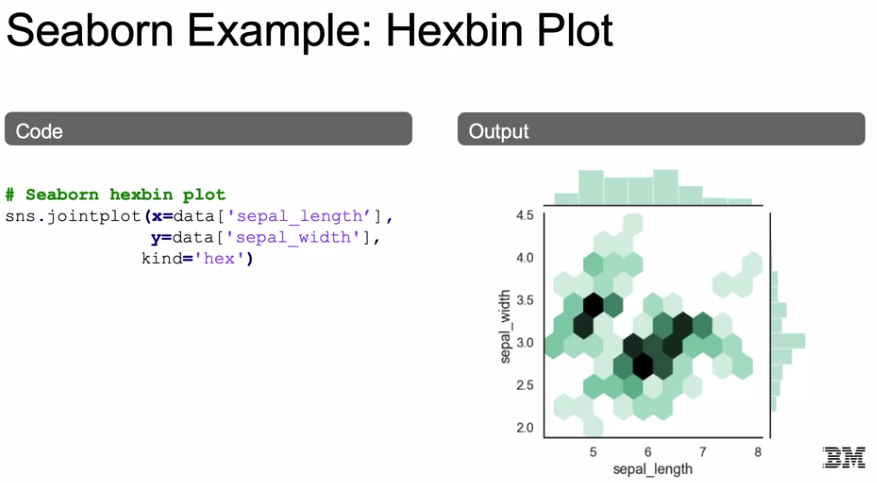 Seaborn Example: Hexbin Plot
Code
# Seaborn hexbin plot
sns.jointplot(x=data['sepal_length’],
y=data['sepal_width'],
kind='hex')
Output
4.5
4.0
3.5
3.0
2.5
2.0
sepal_width
5 6 7 8
sepal_length
IBM